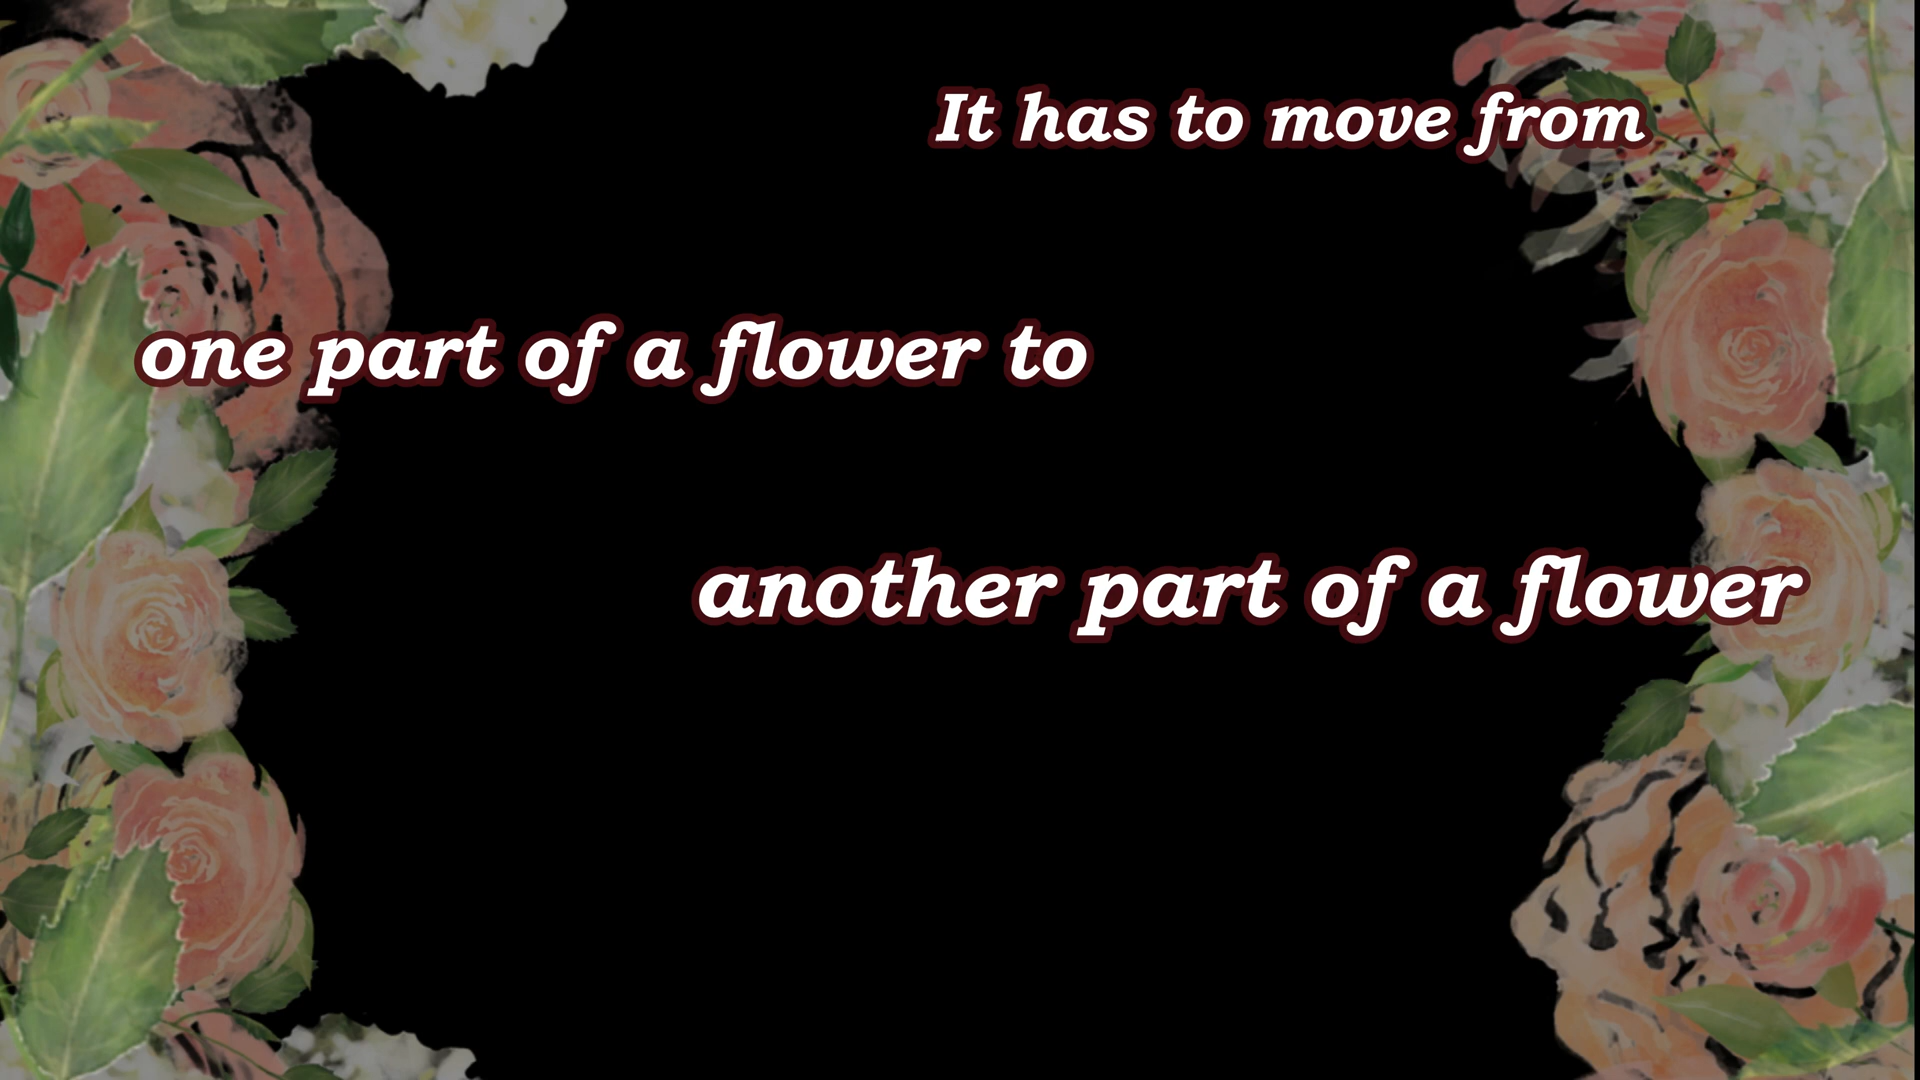 It has to move from
one part of a flower to
another part of a flower